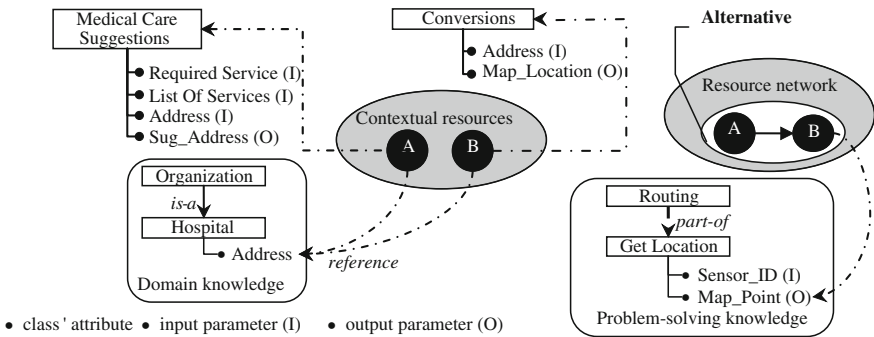 Medical Care
Suggestions
Required Service (I)
List Of Services (I)
Address (I)
Sug_Address (O)
Conversions
Address (I)
Map_Location (O)
Alternative
Resource network
A
B
Contextual resources
A
B
Organization
is-a
Hospital
Address
Domain knowledge
reference
Routing
part-of
Get Location
Sensor_ID (I)
Map_Point (O)
Problem-solving knowledge
• class ' attribute • input parameter (I) • output parameter (O)